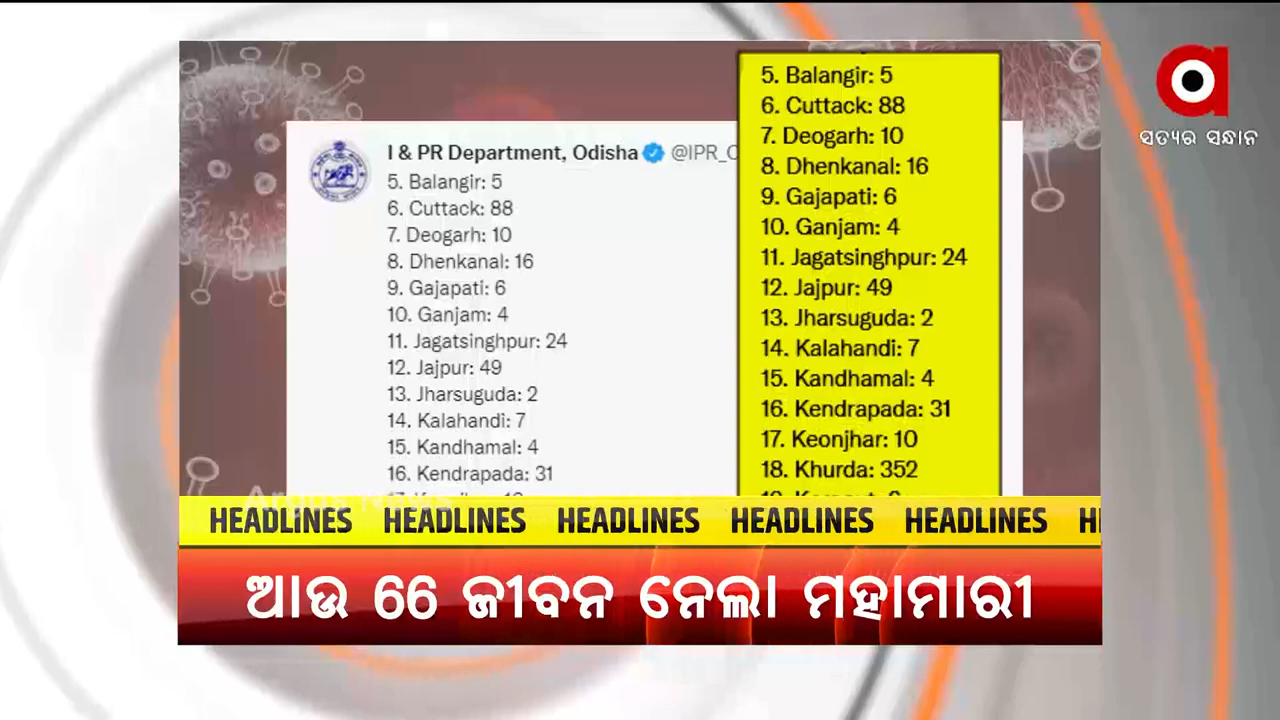 ସତ୍ୟର ସନ୍ଧାନ
I & PR Department, Odisha @IPR_O
5. Balangir: 5
6. Cuttack: 88
7. Deogarh: 10
8. Dhenkanal: 16
9. Gajapati: 6
10. Ganjam: 4
11. Jagatsinghpur: 24
12. Jajpur: 49
13. Jharsuguda: 2
14. Kalahandi: 7
15. Kandhamal: 4
16. Kendrapada: 31
5. Balangir: 5
6. Cuttack: 88
7. Deogarh: 10
8. Dhenkanal: 16
9. Gajapati: 6
10. Ganjam: 4
11. Jagatsinghpur: 24
12. Jajpur: 49
13. Jharsuguda: 2
14. Kalahandi: 7
15. Kandhamal: 4
16. Kendrapada: 31
17. Keonjhar: 10
18. Khurda: 352
Argus News
HEADLINES HEADLINES HEADLINES HEADLINES HEADLINES
ଆଉ 66 ଜୀବନ ନେଲା ମହାମାରୀ